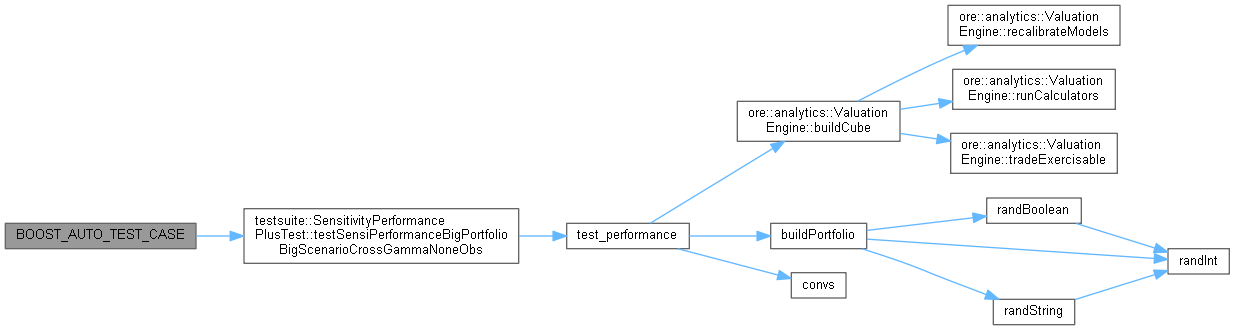 ore::analytics::Valuation
Engine::recalibrateModels
ore::analytics::Valuation
Engine::runCalculators
ore::analytics::Valuation
Engine::buildCube
ore::analytics::Valuation
Engine::tradeExercisable
BOOST_AUTO_TEST_CASE
testsuite::SensitivityPerformance
PlusTest::testSensiPerformanceBigPortfolio
BigScenarioCrossGammaNoneObs
test_performance
buildPortfolio
randBoolean
randInt
convs
randString